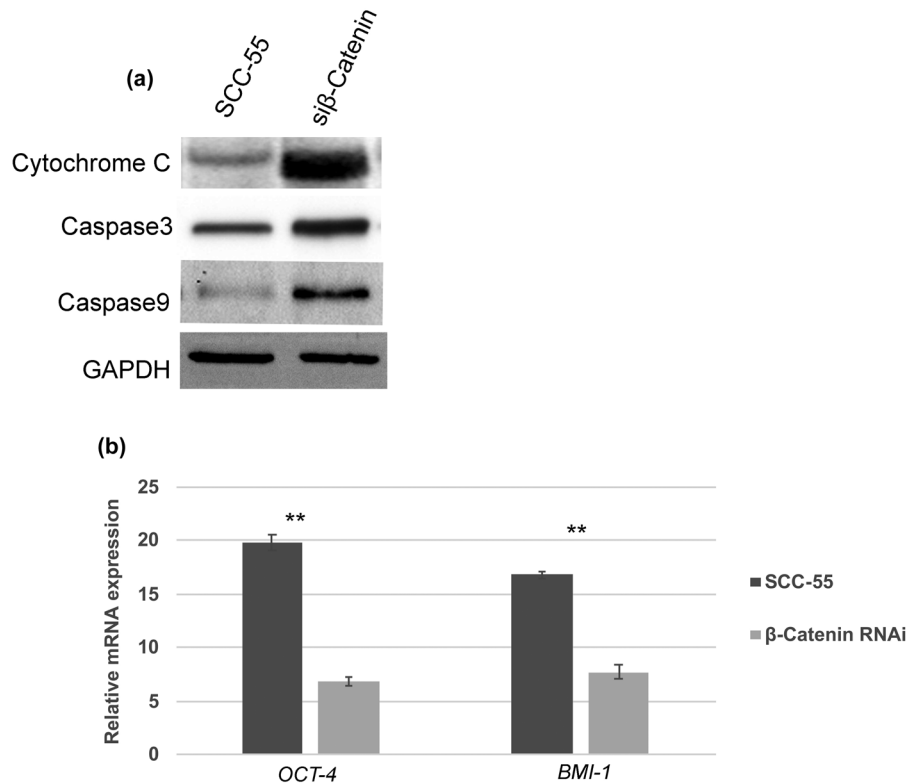 (a)
SCC-55
siβ-Catenin
Cytochrome C
Caspase3
Caspase9
GAPDH
(b)
Relative mRNA expression
25
20
15
10
5
0
**
**
OCT-4
BMI-1
SCC-55
β-Catenin RNAi